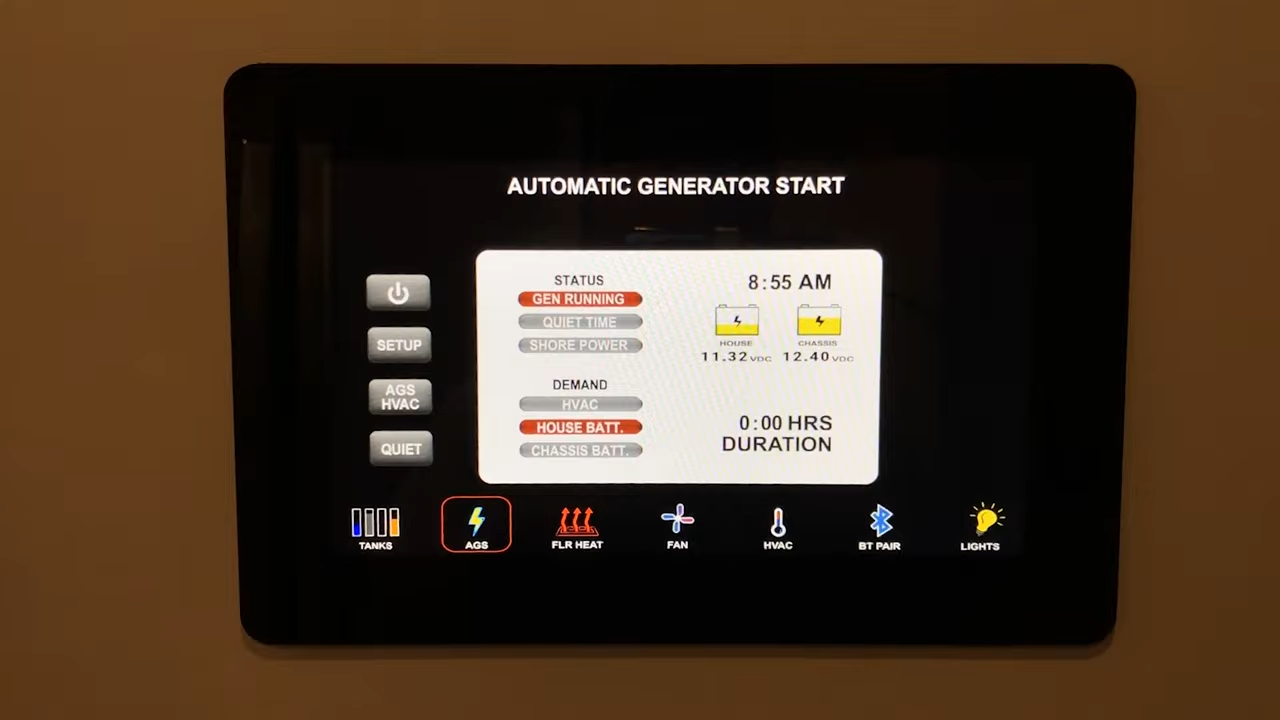 AUTOMATIC GENERATOR START
SETUP
AGS
HVAC
QUIET
STATUS
GEN RUNNING
QUIET TIME
SHORE POWER
DEMAND
HVAC
HOUSE BATT.
CHASSIS BATT.
8:55 AM
HOUSE CHASSIS
11.32 VDC 12.40 VDC
0:00 HRS
DURATION
TANKS AGS FLR HEAT FAN HVAC BT PAIR LIGHTS